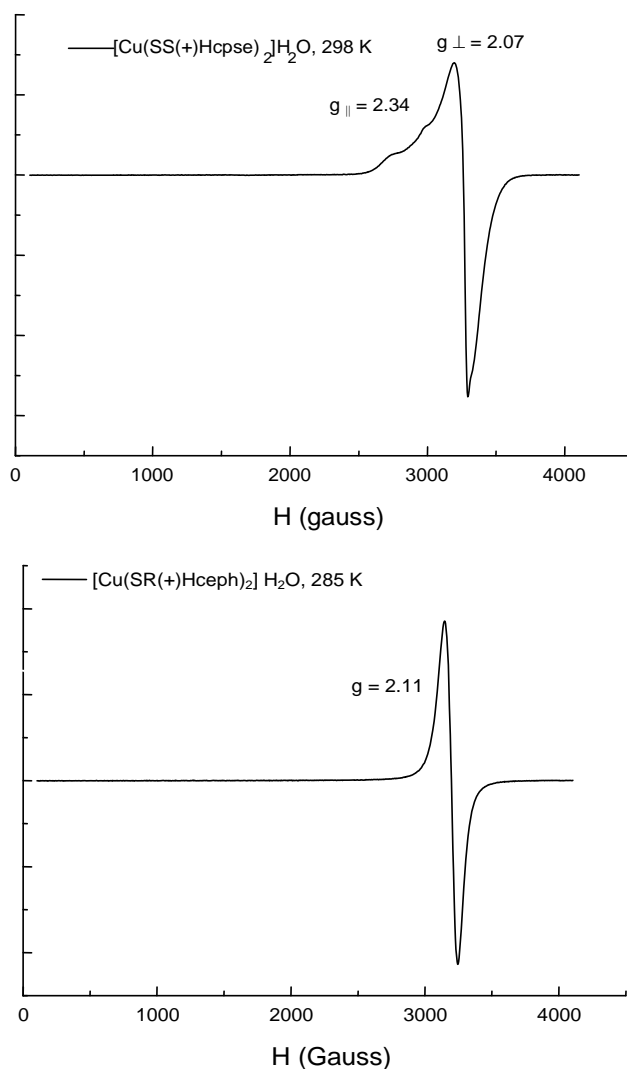 [Cu(SS(+)Hcpse)₂]H₂O, 298 K
g ⊥ = 2.07
g ∥ = 2.34
0 1000 2000 3000 4000
H (gauss)
[Cu(SR(+)Hceph)₂] H₂O, 285 K
g = 2.11
0 1000 2000 3000 4000
H (Gauss)